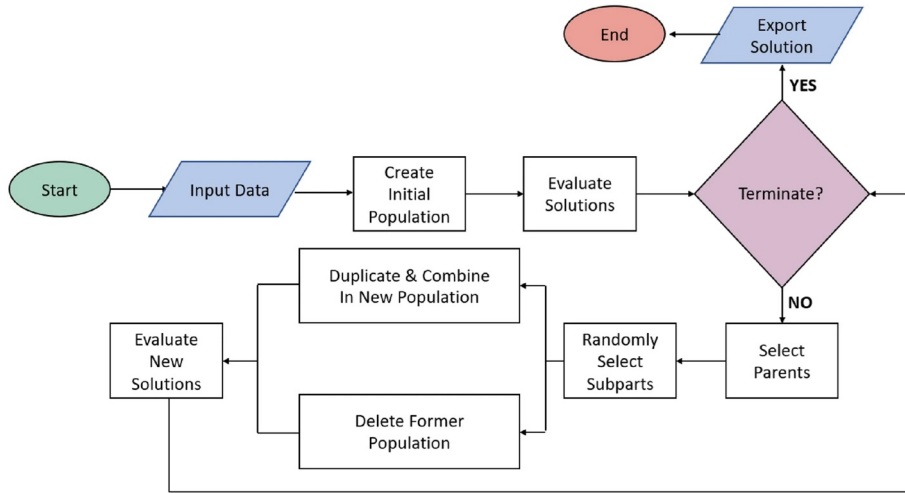 End
Export
Solution
YES
Start
Input Data
Create
Initial
Population
Evaluate
Solutions
Terminate?
NO
Select
Parents
Randomly
Select
Subparts
Duplicate & Combine
In New Population
Delete Former
Population
Evaluate
New
Solutions